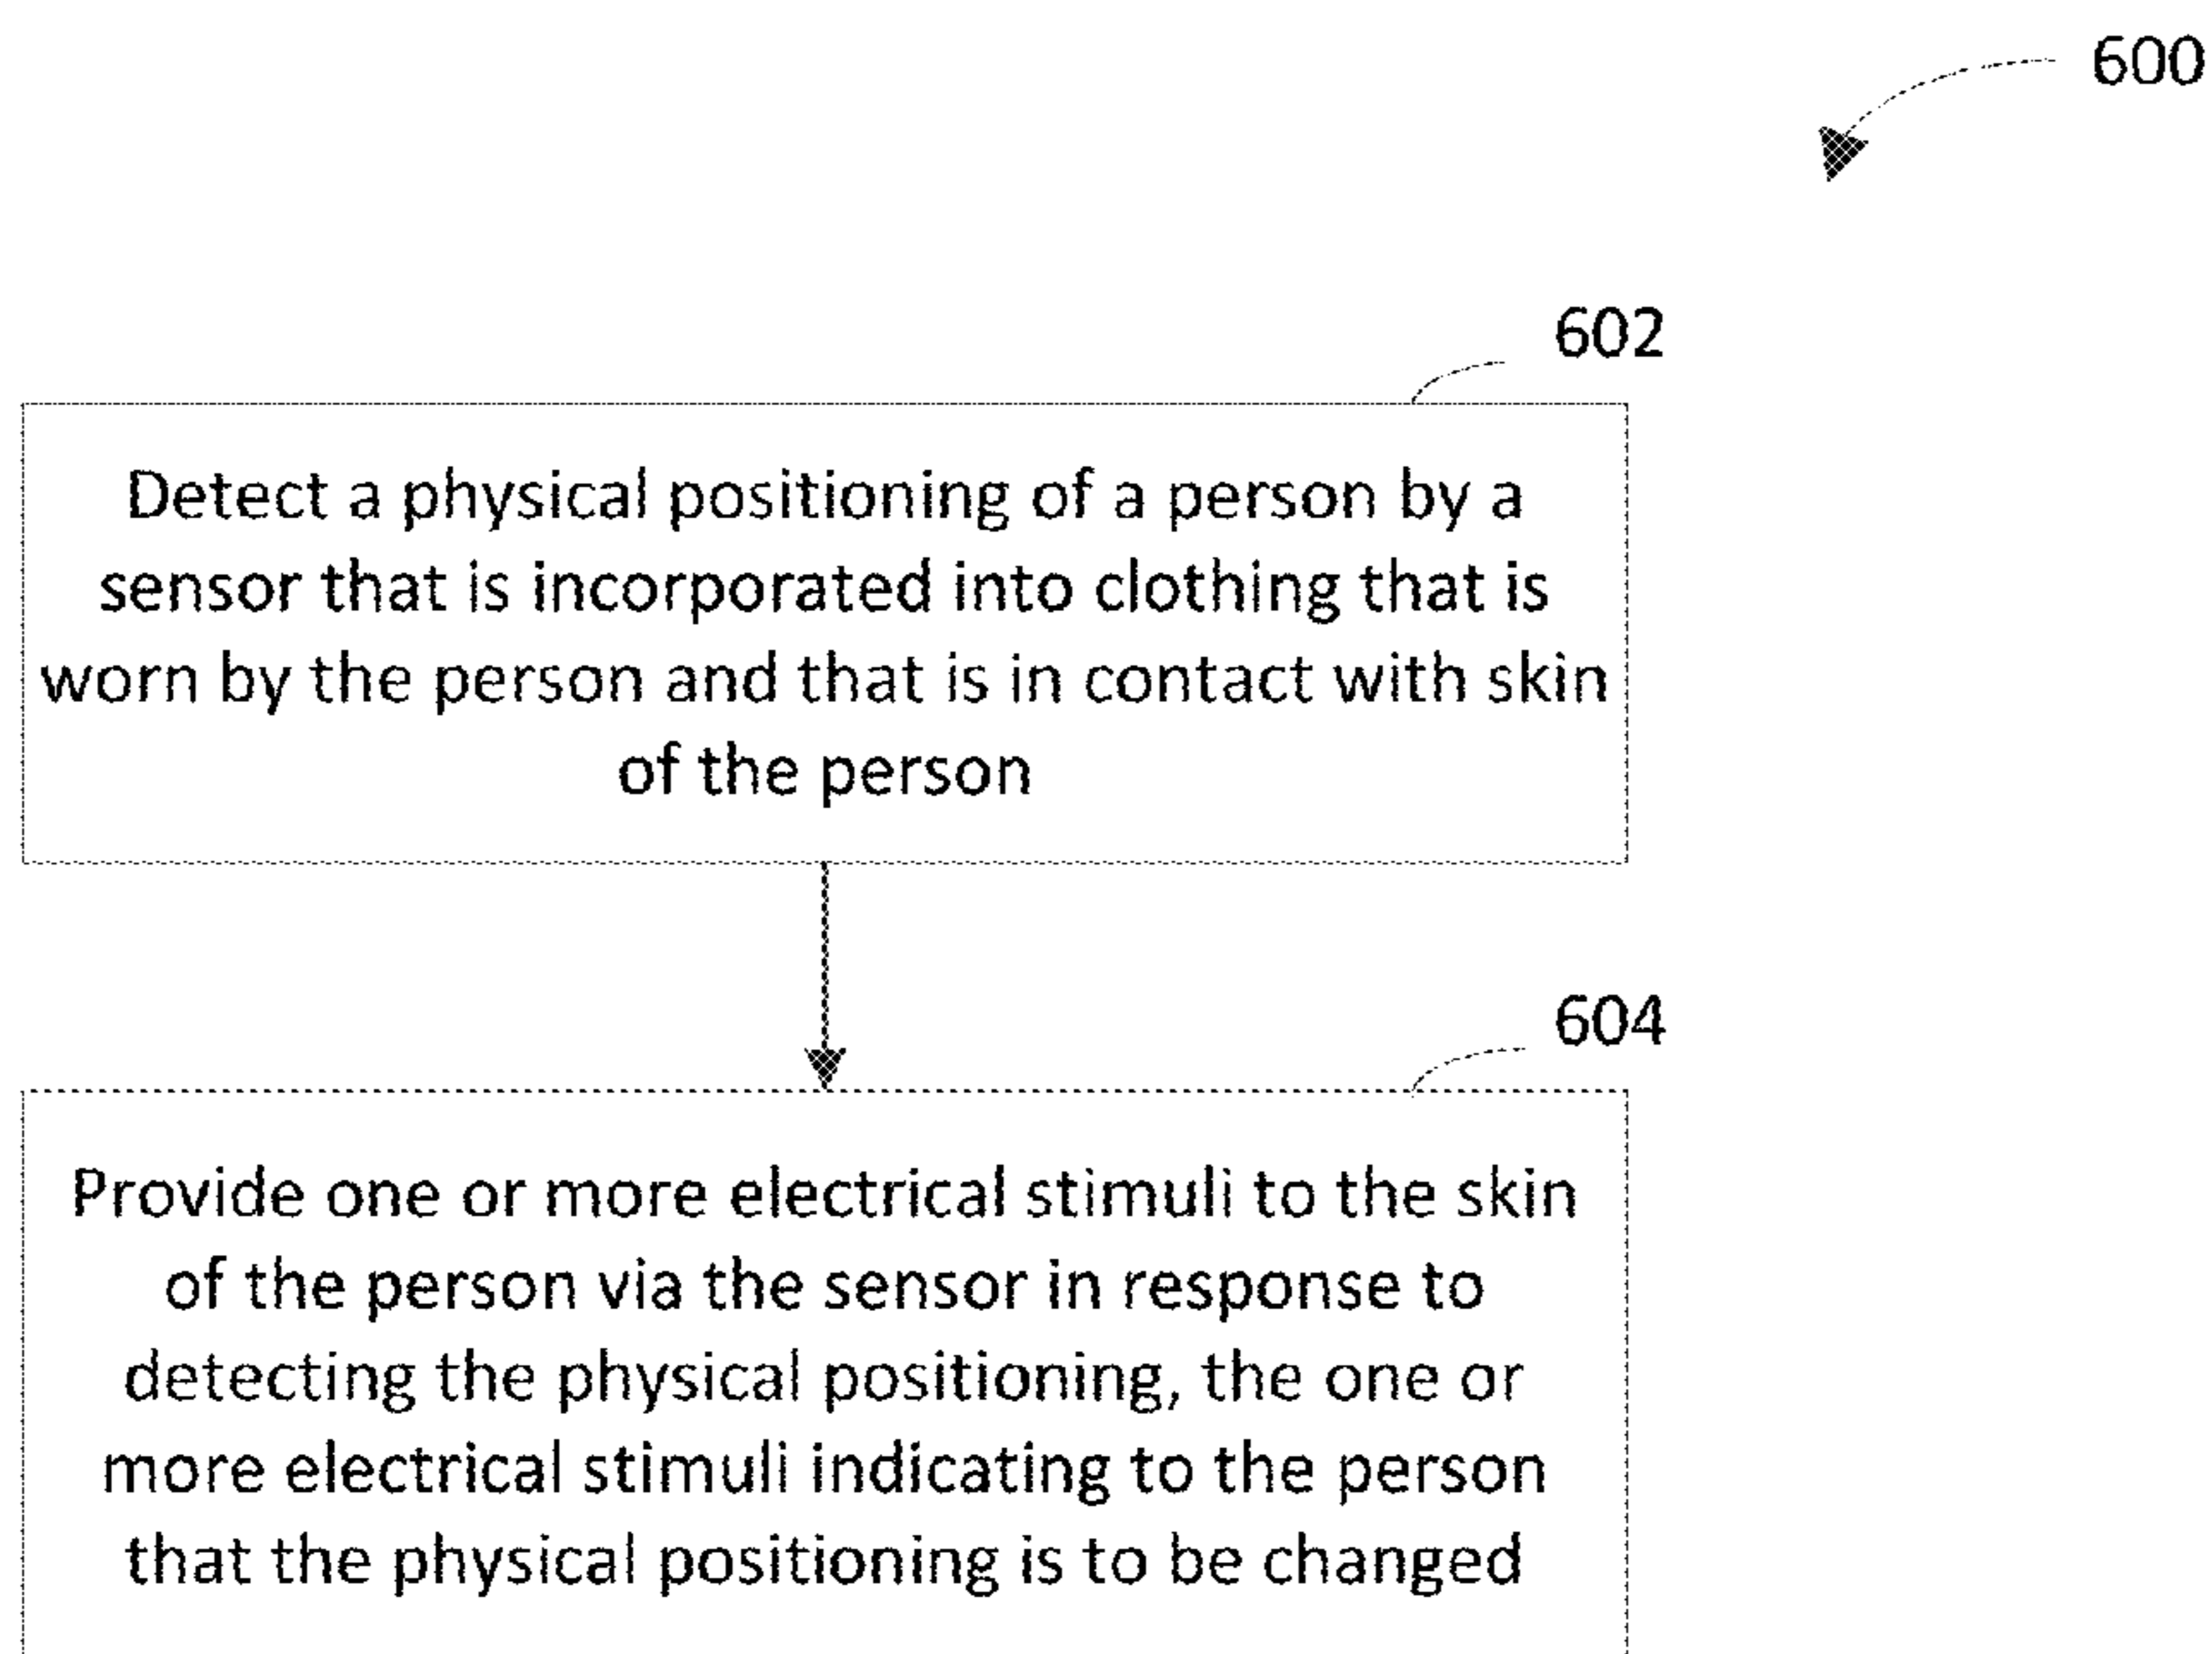 600
602
Detect a physical positioning of a person by a
sensor that is incorporated into clothing that is
worn by the person and that is in contact with skin
of the person
604
Provide one or more electrical stimuli to the skin
of the person via the sensor in response to
detecting the physical positioning, the one or
more electrical stimuli indicating to the person
that the physical positioning is to be changed